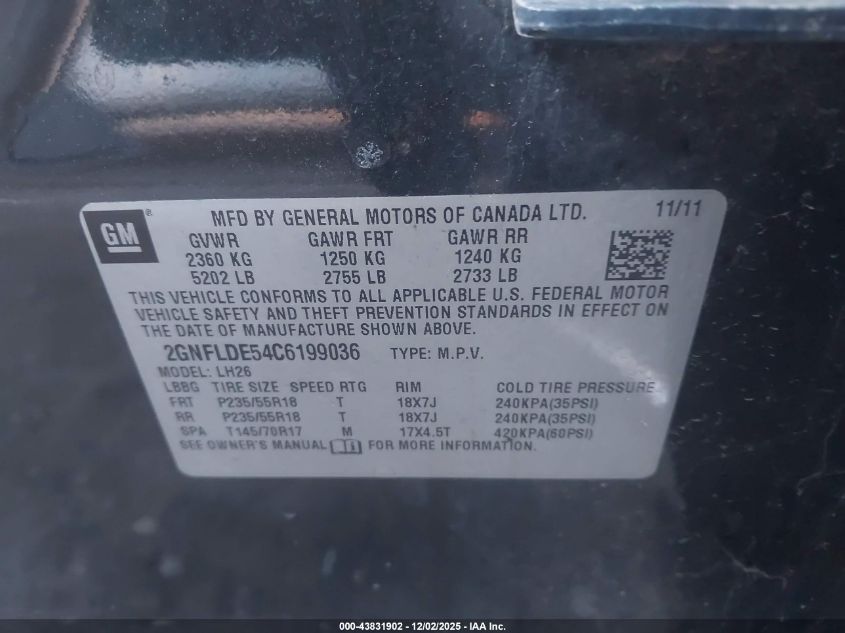 GM ®
MFD BY GENERAL MOTORS OF CANADA LTD. 11/11
GVWR GAWR FRT GAWR RR
2360 KG 1250 KG 1240 KG
5202 LB 2755 LB 2733 LB
THIS VEHICLE CONFORMS TO ALL APPLICABLE U.S. FEDERAL MOTOR
VEHICLE SAFETY AND THEFT PREVENTION STANDARDS IN EFFECT ON
THE DATE OF MANUFACTURE SHOWN ABOVE.
2GNFLDE54C6199036 TYPE: M.P.V.
MODEL: LH26
LBBG TIRE SIZE SPEED RTG RIM COLD TIRE PRESSURE
FRT P235/55R18 T 18X7J 240KPA(35PSI)
RR P235/55R18 T 18X7J 240KPA(35PSI)
SPA T145/70R17 M 17X4.5T 420KPA(60PSI)
SEE OWNER'S MANUAL FOR MORE INFORMATION.
000-43831902 - 12/02/2025 - IAA Inc.